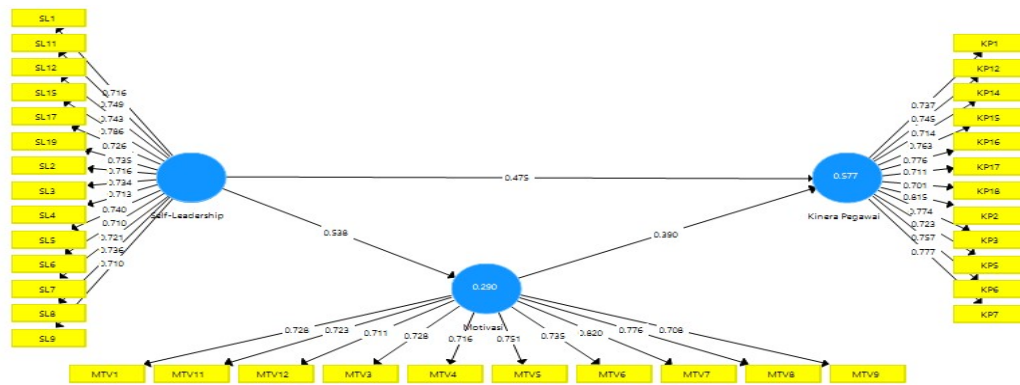 SL1
SL11
SL12
SL15
SL17
SL19
SL2
SL3
SL4
SL5
SL6
SL7
SL8
SL9
0.716
0.749
0.743
0.786
0.726
0.735
0.716
0.734
0.713
0.740
0.710
0.721
0.736
0.710
Self-Leadership
0.475
0.538
0.390
0.290
Motivasi
0.577
Kinera Pegawai
0.737
0.745
0.714
0.763
0.776
0.711
0.701
0.815
0.774
0.723
0.757
0.777
KP1
KP12
KP14
KP15
KP16
KP17
KP18
KP2
KP3
KP5
KP6
KP7
0.728
0.723
0.711
0.728
0.716
0.751
0.735
0.820
0.776
0.708
MTV1
MTV11
MTV12
MTV3
MTV4
MTV5
MTV6
MTV7
MTV8
MTV9